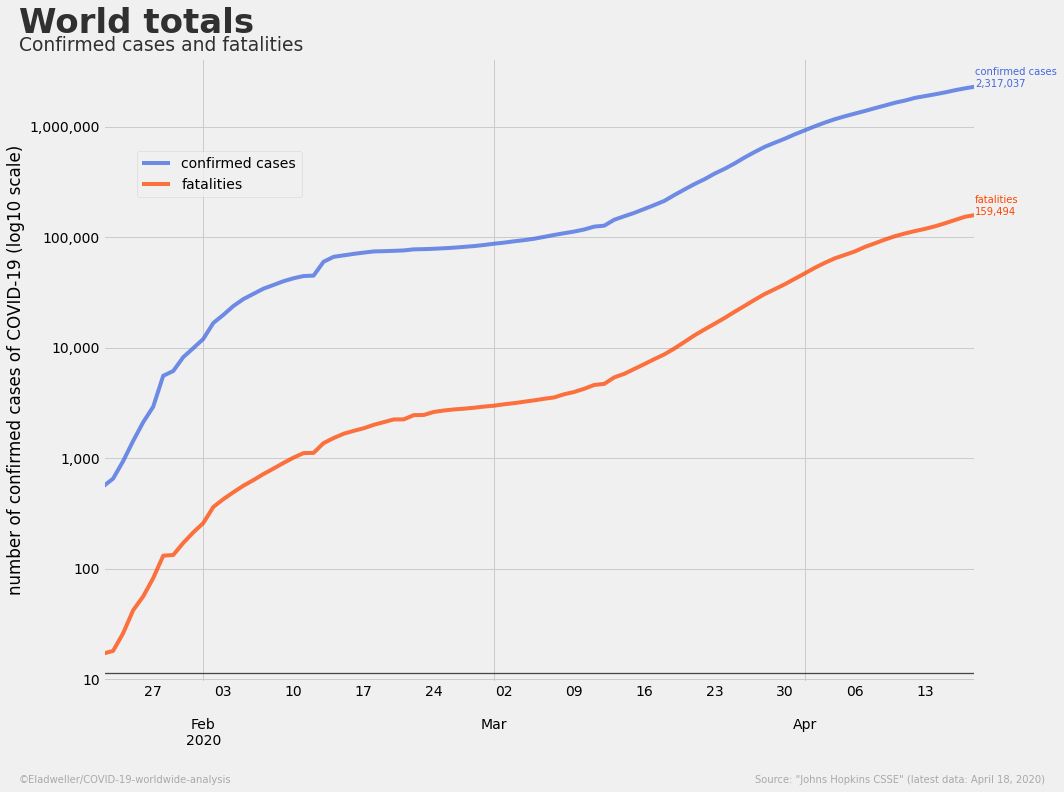 World totals
Confirmed cases and fatalities
confirmed cases
2,317,037
1,000,000
confirmed cases
fatalities
fatalities
159,494
100,000
10,000
1,000
100
10
number of confirmed cases of COVID-19 (log10 scale)
27 03 10 17 24 02 09 16 23 30 06 13
Feb Mar Apr
2020
©Eladweller/COVID-19-worldwide-analysis
Source: "Johns Hopkins CSSE" (latest data: April 18, 2020)